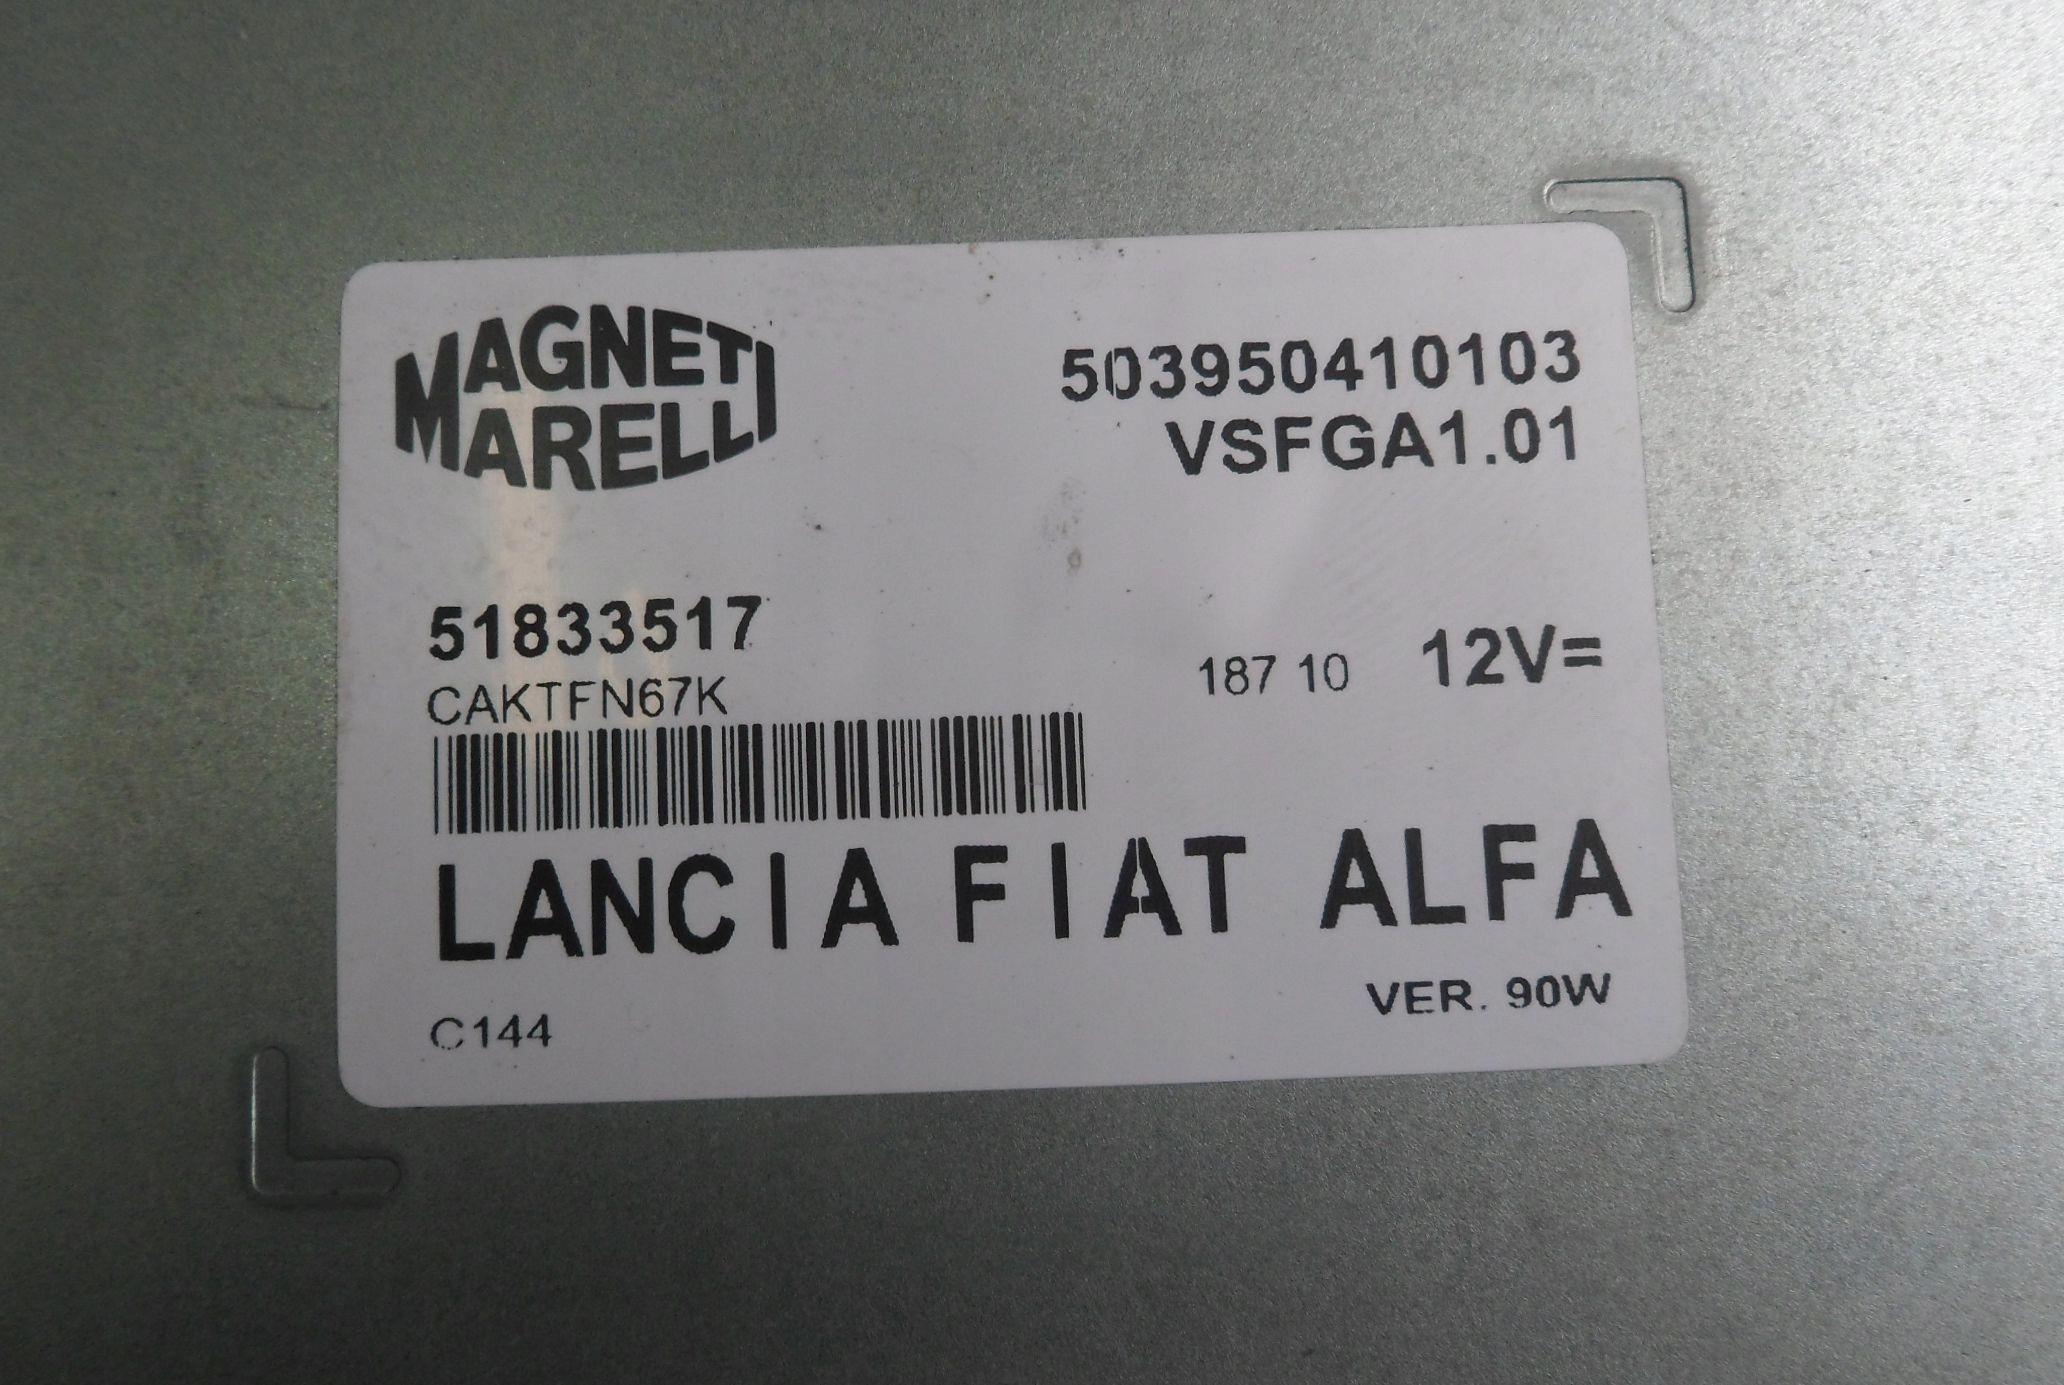 MAGNETI
MARELLI
503950410103
VSFGA1.01
51833517
CAKTFN67K
187 10 12V=
LANCIA FIAT ALFA
VER. 90W
C144